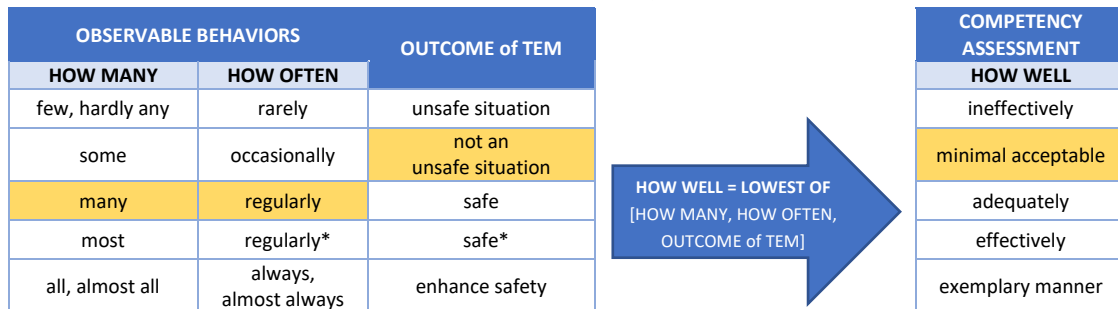 OBSERVABLE BEHAVIORS
OUTCOME of TEM
HOW MANY
HOW OFTEN
few, hardly any
rarely
unsafe situation
some
occasionally
not an
unsafe situation
many
regularly
safe
most
regularly*
safe*
all, almost all
always,
almost always
enhance safety
HOW WELL = LOWEST OF
[HOW MANY, HOW OFTEN,
OUTCOME of TEM]
COMPETENCY
ASSESSMENT
HOW WELL
ineffectively
minimal acceptable
adequately
effectively
exemplary manner